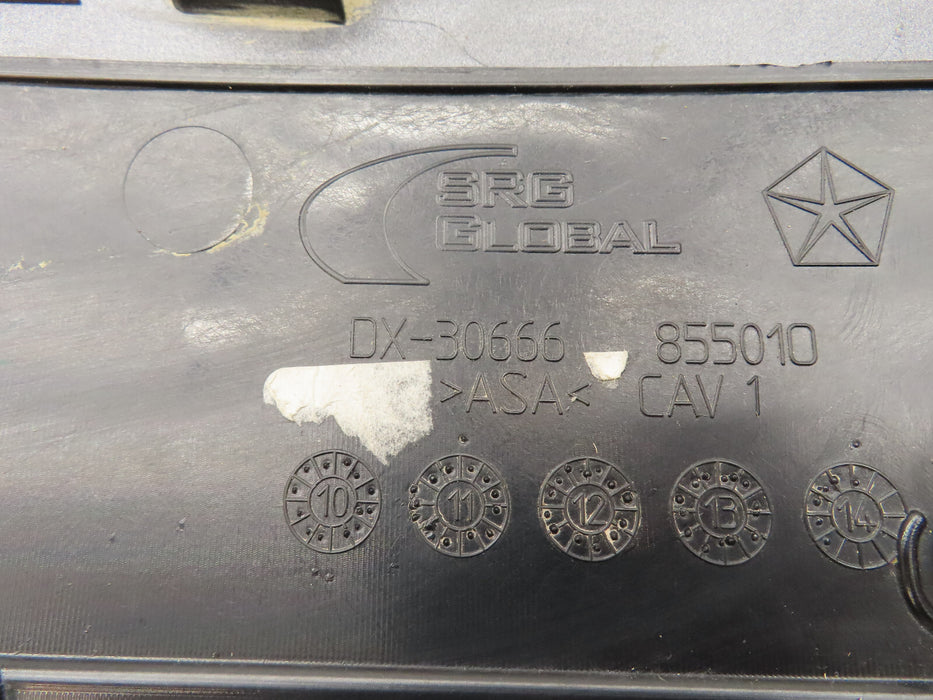 SRG
GLOBAL
DX-30666 855010
>ASA< CAV 1
10 11 12 13 14